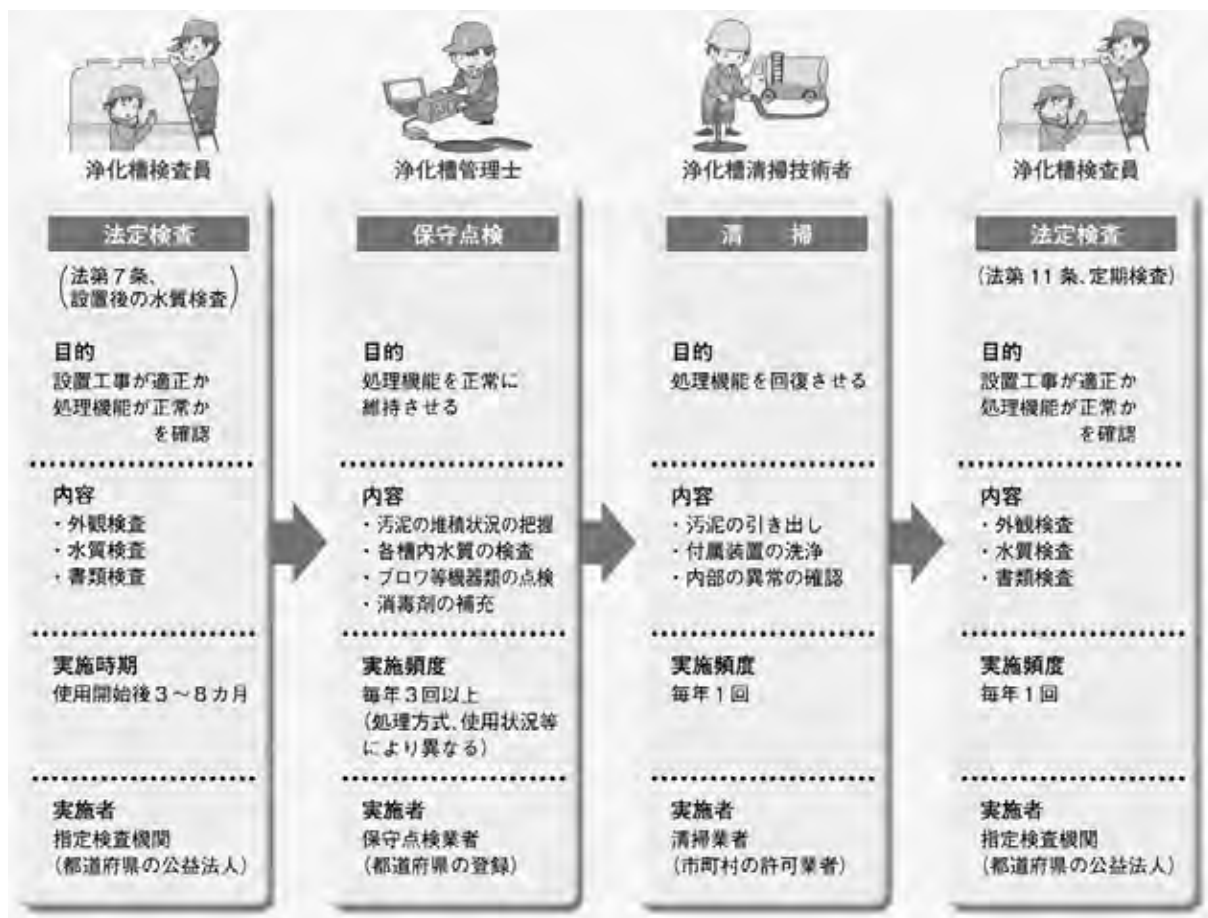 浄化槽検査員
法定検査
(法第7条、
設置後の水質検査)
目的
設置工事が適正か
処理機能が正常か
を確認
内容
・外観検査
・水質検査
・書類検査
実施時期
使用開始後3〜8カ月
実施者
指定検査機関
(都道府県の公益法人)
浄化槽管理士
保守点検
目的
処理機能を正常に
維持させる
内容
・汚泥の堆積状況の把握
・各槽内水質の検査
・ブロワ等機器類の点検
・消毒剤の補充
実施頻度
毎年3回以上
(処理方式、使用状況等
により異なる)
実施者
保守点検業者
(都道府県の登録)
浄化槽清掃技術者
清　掃
目的
処理機能を回復させる
内容
・汚泥の引き出し
・付属装置の洗浄
・内部の異常の確認
実施頻度
毎年1回
実施者
清掃業者
(市町村の許可業者)
浄化槽検査員
法定検査
(法第11条、定期検査)
目的
設置工事が適正か
処理機能が正常か
を確認
内容
・外観検査
・水質検査
・書類検査
実施頻度
毎年1回
実施者
指定検査機関
(都道府県の公益法人)